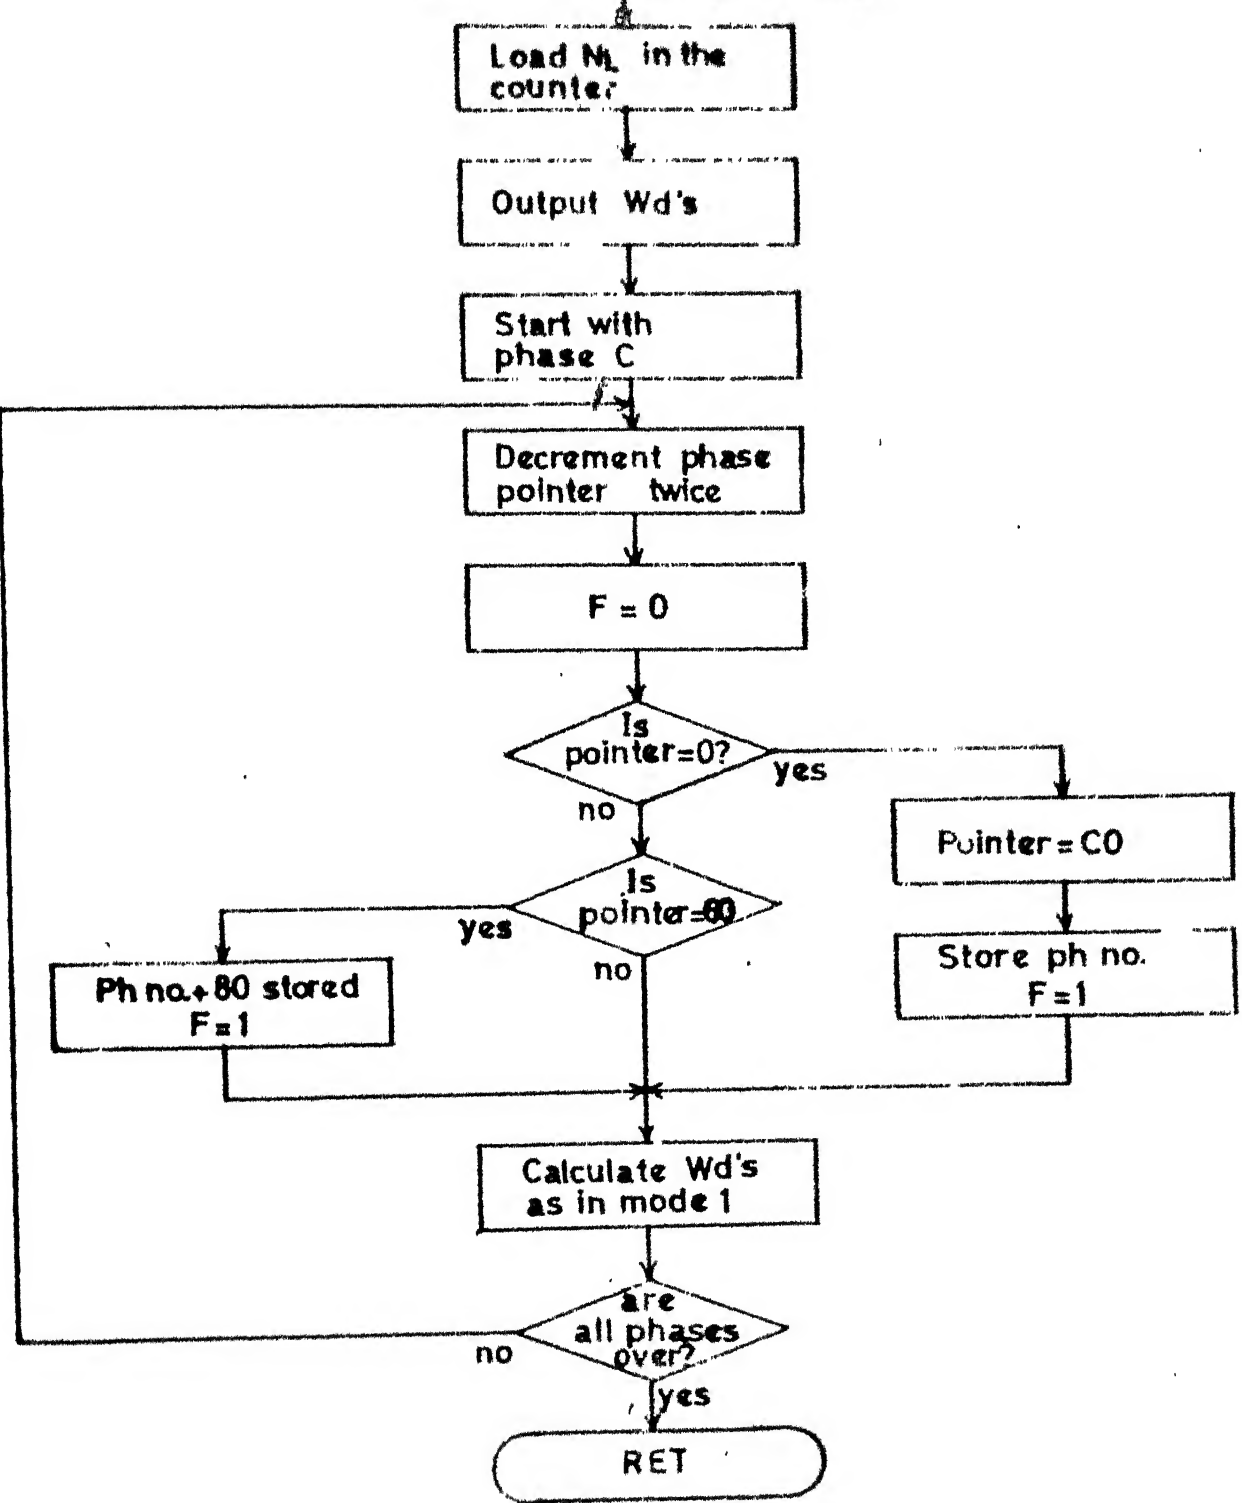 Load NL in the
counter
Output Wd's
Start with
phase C
Decrement phase
pointer twice
F = 0
Is
pointer=0?
yes
no
Pointer = C0
Is
pointer=60
yes
no
Store ph no.
F=1
Ph no.+ 80 stored
F=1
Calculate Wd's
as in mode 1
are
all phases
over?
no
yes
RET